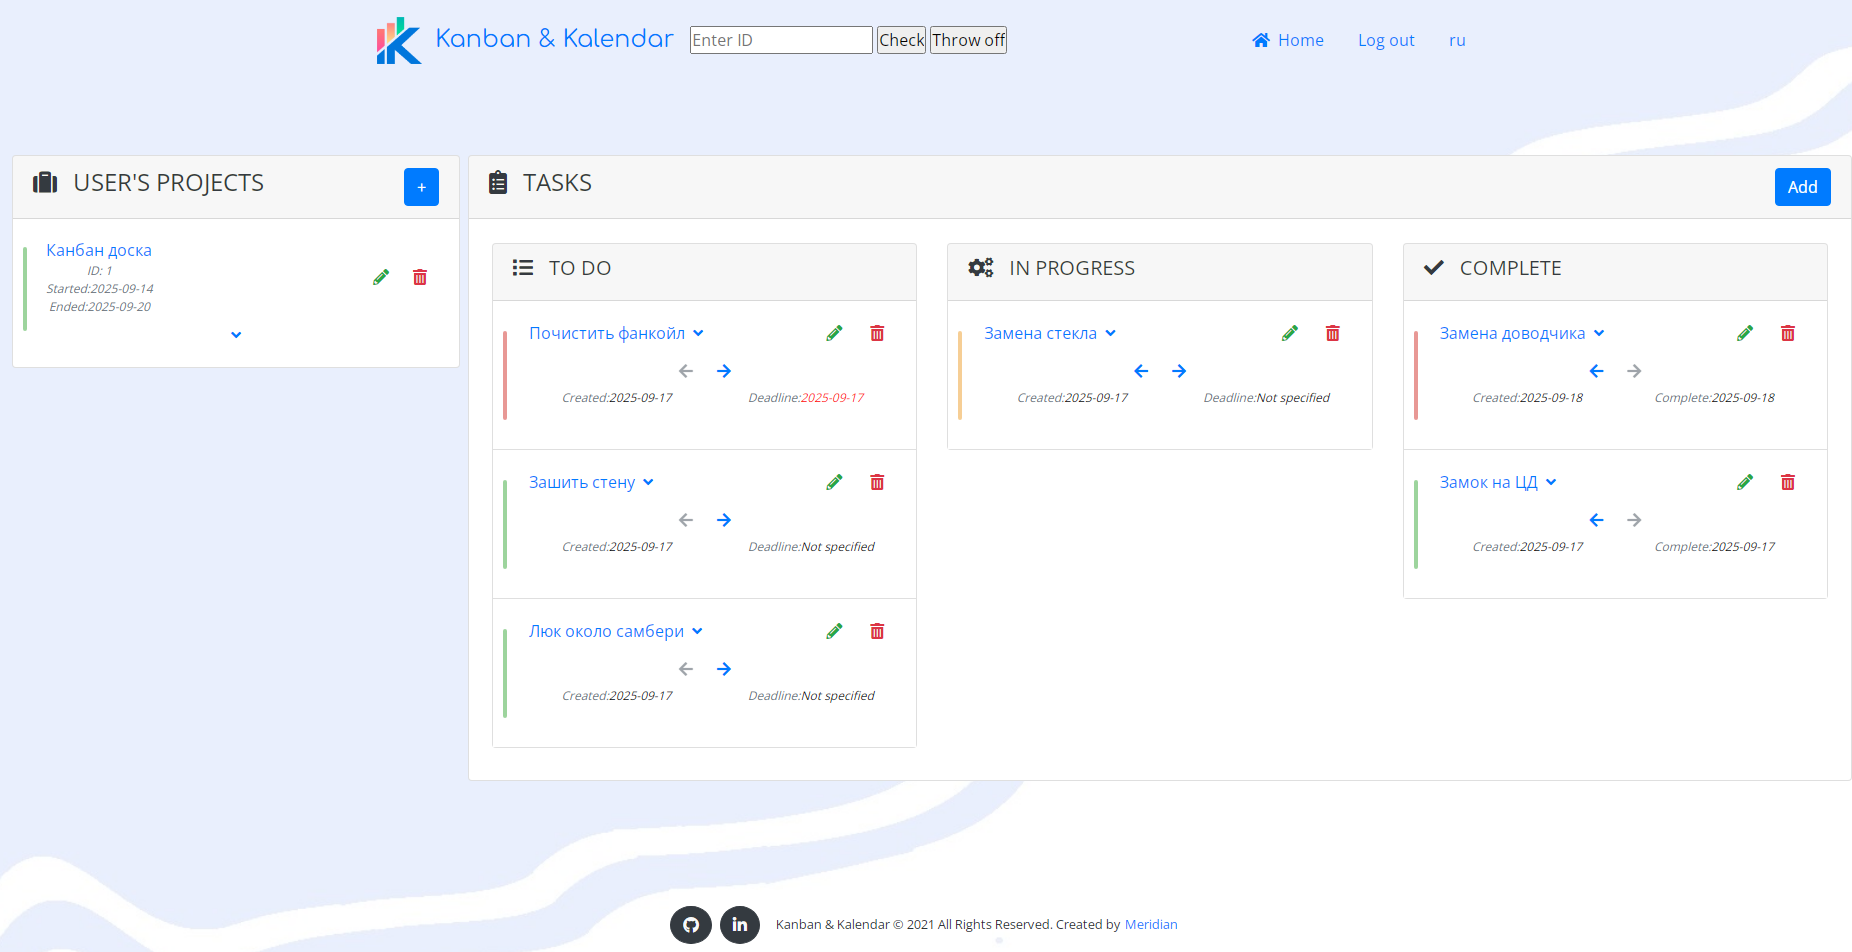 Kanban & Kalendar Enter ID Check Throw off Home Log out ru
USER'S PROJECTS +
Канбан доска
ID: 1
Started:2025-09-14
Ended:2025-09-20
TASKS Add
TO DO
Почистить фанкойл
Created:2025-09-17 Deadline:2025-09-17
Зашить стену
Created:2025-09-17 Deadline:Not specified
Люк около самбери
Created:2025-09-17 Deadline:Not specified
IN PROGRESS
Замена стекла
Created:2025-09-17 Deadline:Not specified
COMPLETE
Замена доводчика
Created:2025-09-18 Complete:2025-09-18
Замок на ЦД
Created:2025-09-17 Complete:2025-09-17
Kanban & Kalendar © 2021 All Rights Reserved. Created by Meridian